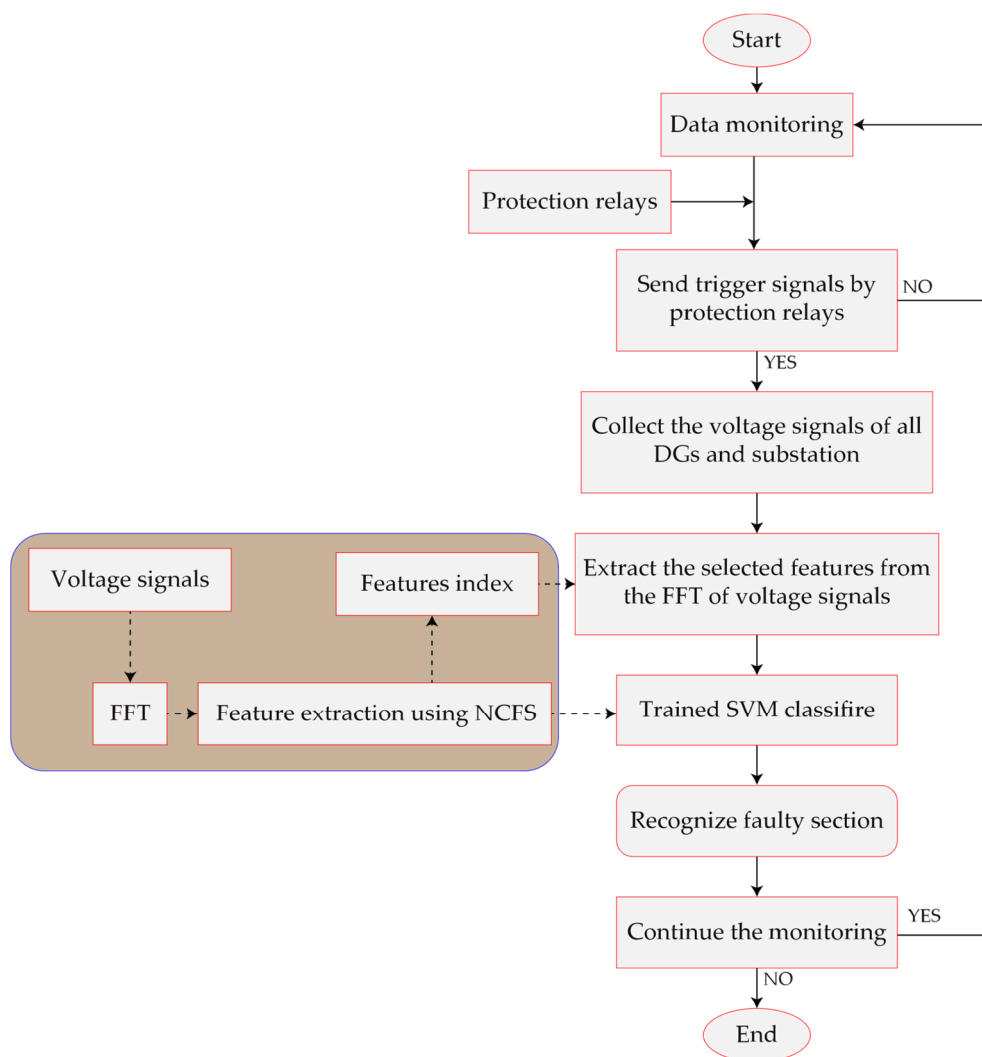 Start
Data monitoring
Protection relays
Send trigger signals by
protection relays
NO
YES
Collect the voltage signals of all
DGs and substation
Voltage signals
Features index
Extract the selected features from
the FFT of voltage signals
FFT
Feature extraction using NCFS
Trained SVM classifire
Recognize faulty section
Continue the monitoring
YES
NO
End